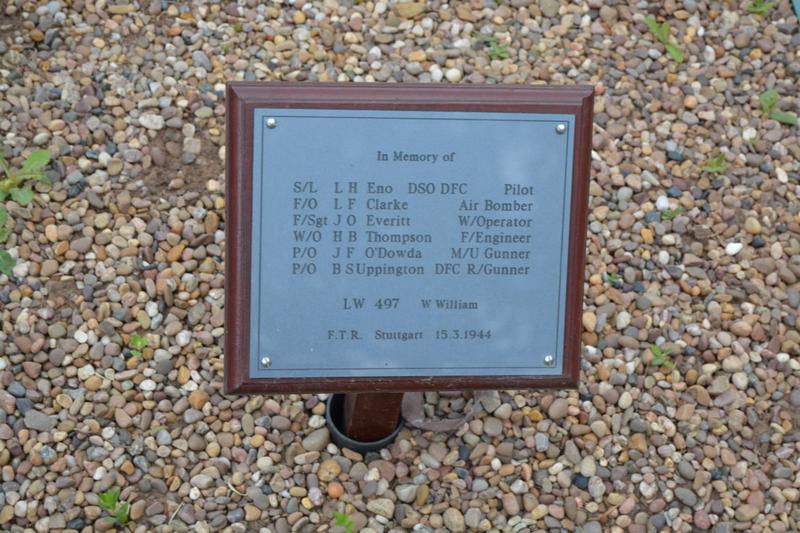 In Memory of
S/L L H Eno DSO DFC Pilot
F/O L F Clarke Air Bomber
F/Sgt J O Everitt W/Operator
W/O H B Thompson F/Engineer
P/O J F O'Dowda M/U Gunner
P/O B S Uppington DFC R/Gunner
LW 497 W William
F.T.R. Stuttgart 15.3.1944